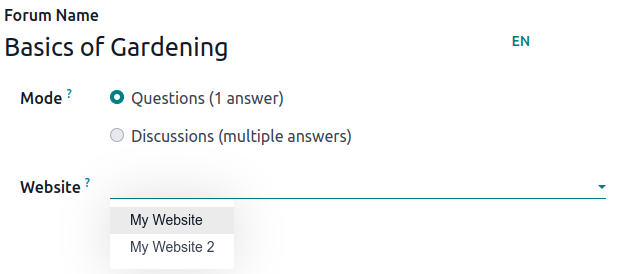 Forum Name
Basics of Gardening EN
Mode ? Questions (1 answer)
Discussions (multiple answers)
Website ?
My Website
My Website 2